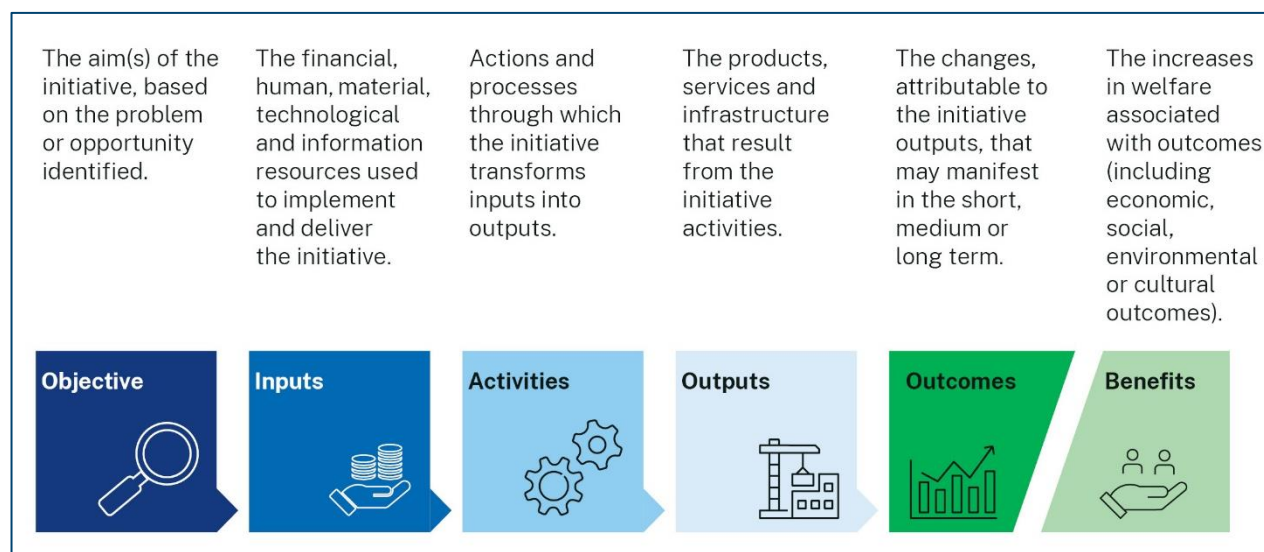 The aim(s) of the
initiative, based
on the problem
or opportunity
identified.
The financial,
human, material,
technological
and information
resources used
to implement
and deliver
the initiative.
Actions and
processes
through which
the initiative
transforms
inputs into
outputs.
The products,
services and
infrastructure
that result
from the
initiative
activities.
The changes,
attributable to
the initiative
outputs, that
may manifest
in the short,
medium or
long term.
The increases
in welfare
associated
with outcomes
(including
economic,
social,
environmental
or cultural
outcomes).
Objective
Inputs
Activities
Outputs
Outcomes
Benefits